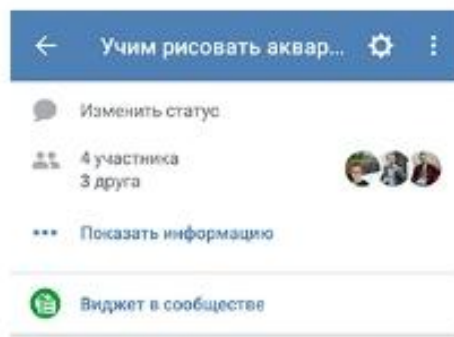 Учим рисовать аквар...
Изменить статус
4 участника
3 друга
Показать информацию
Виджет в сообществе